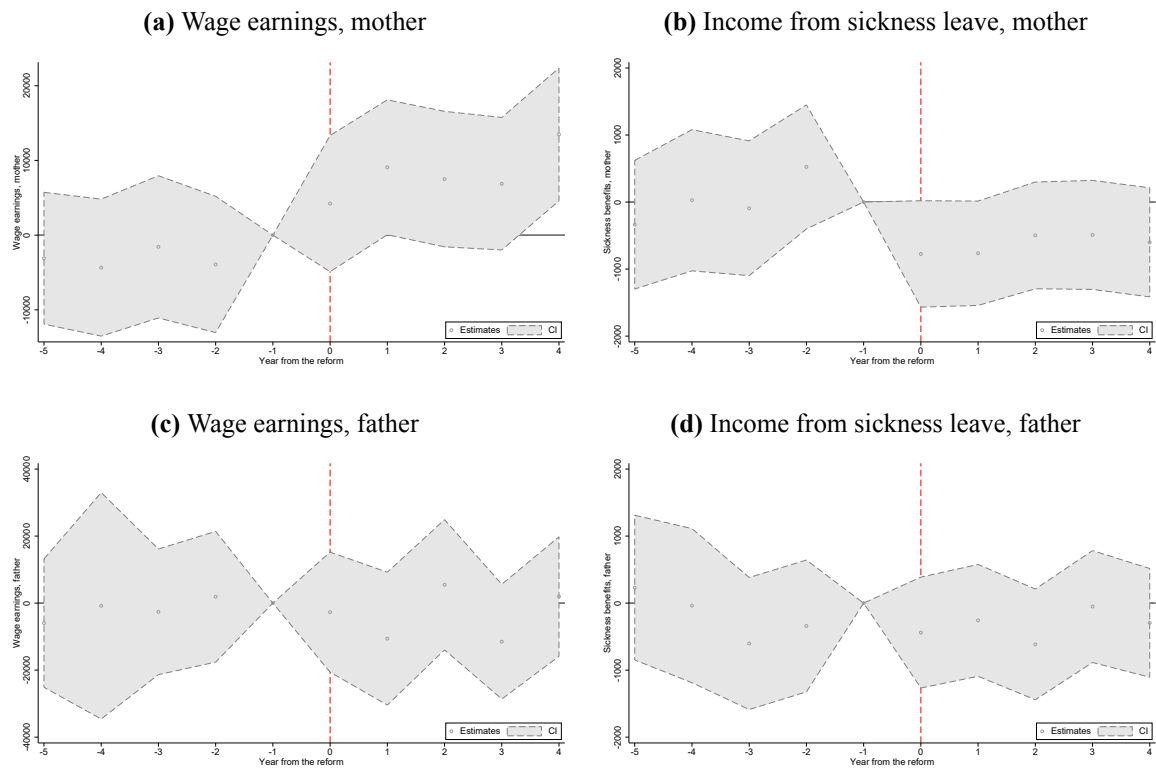 (a) Wage earnings, mother
Wage earnings, mother
20000
10000
0
-10000
-5 -4 -3 -2 -1 0 1 2 3 4
Year from the reform
Estimates CI
(b) Income from sickness leave, mother
Sickness benefits, mother
2000
1000
0
-1000
-2000
-5 -4 -3 -2 -1 0 1 2 3 4
Year from the reform
Estimates CI
(c) Wage earnings, father
Wage earnings, father
40000
20000
0
-20000
-40000
-5 -4 -3 -2 -1 0 1 2 3 4
Year from the reform
Estimates CI
(d) Income from sickness leave, father
Sickness benefits, father
2000
1000
0
-1000
-2000
-5 -4 -3 -2 -1 0 1 2 3 4
Year from the reform
Estimates CI